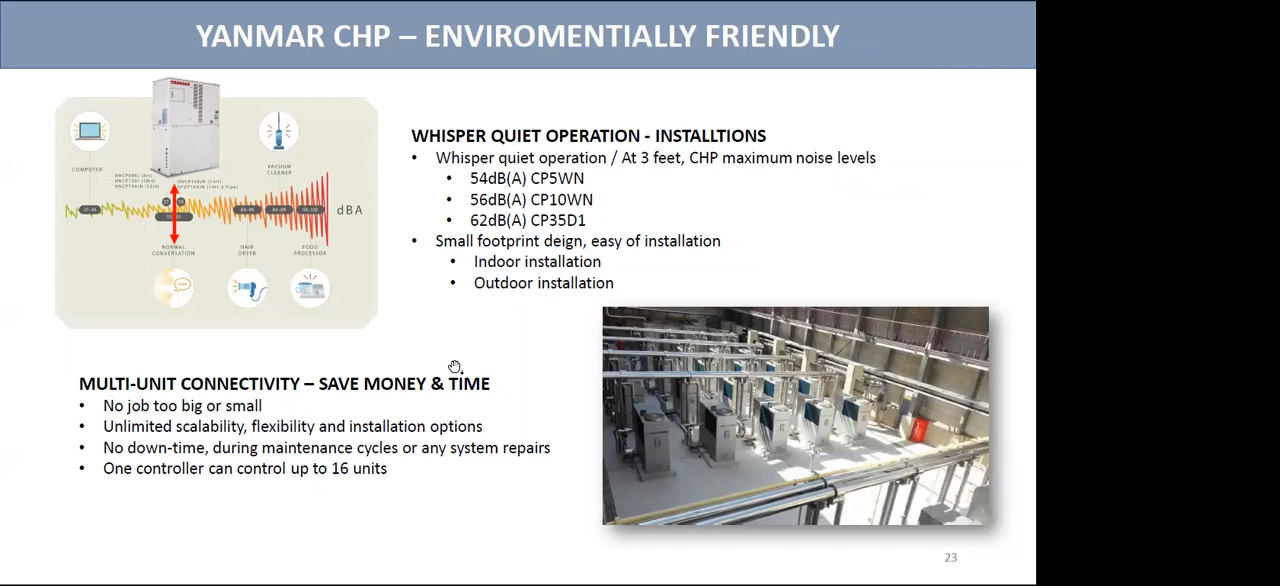 YANMAR CHP – ENVIROMENTIALLY FRIENDLY
YANMAR
COMPUTER
VACUUM
CLEANER
dBA
NORMAL
CONVERSATION
HAIR
DRYER
FOOD
PROCESSOR
WHISPER QUIET OPERATION - INSTALLTIONS
• Whisper quiet operation / At 3 feet, CHP maximum noise levels
• 54dB(A) CP5WN
• 56dB(A) CP10WN
• 62dB(A) CP35D1
• Small footprint deign, easy of installation
• Indoor installation
• Outdoor installation
MULTI-UNIT CONNECTIVITY – SAVE MONEY & TIME
• No job too big or small
• Unlimited scalability, flexibility and installation options
• No down-time, during maintenance cycles or any system repairs
• One controller can control up to 16 units
23